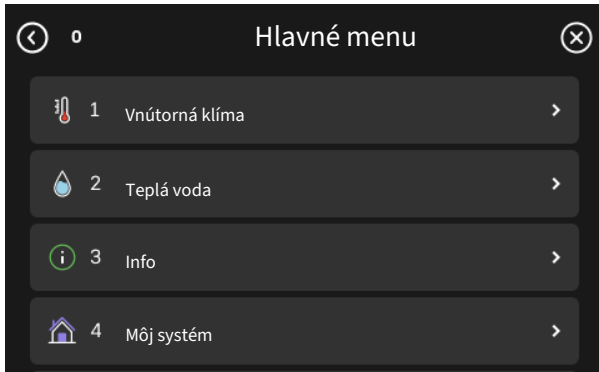 0 Hlavné menu
1 Vnútorná klíma
2 Teplá voda
3 Info
4 Môj systém